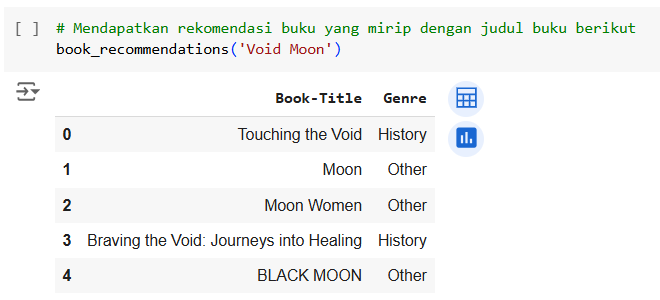 [ ] # Mendapatkan rekomendasi buku yang mirip dengan judul buku berikut
book_recommendations('Void Moon')
Book-Title Genre
0 Touching the Void History
1 Moon Other
2 Moon Women Other
3 Braving the Void: Journeys into Healing History
4 BLACK MOON Other